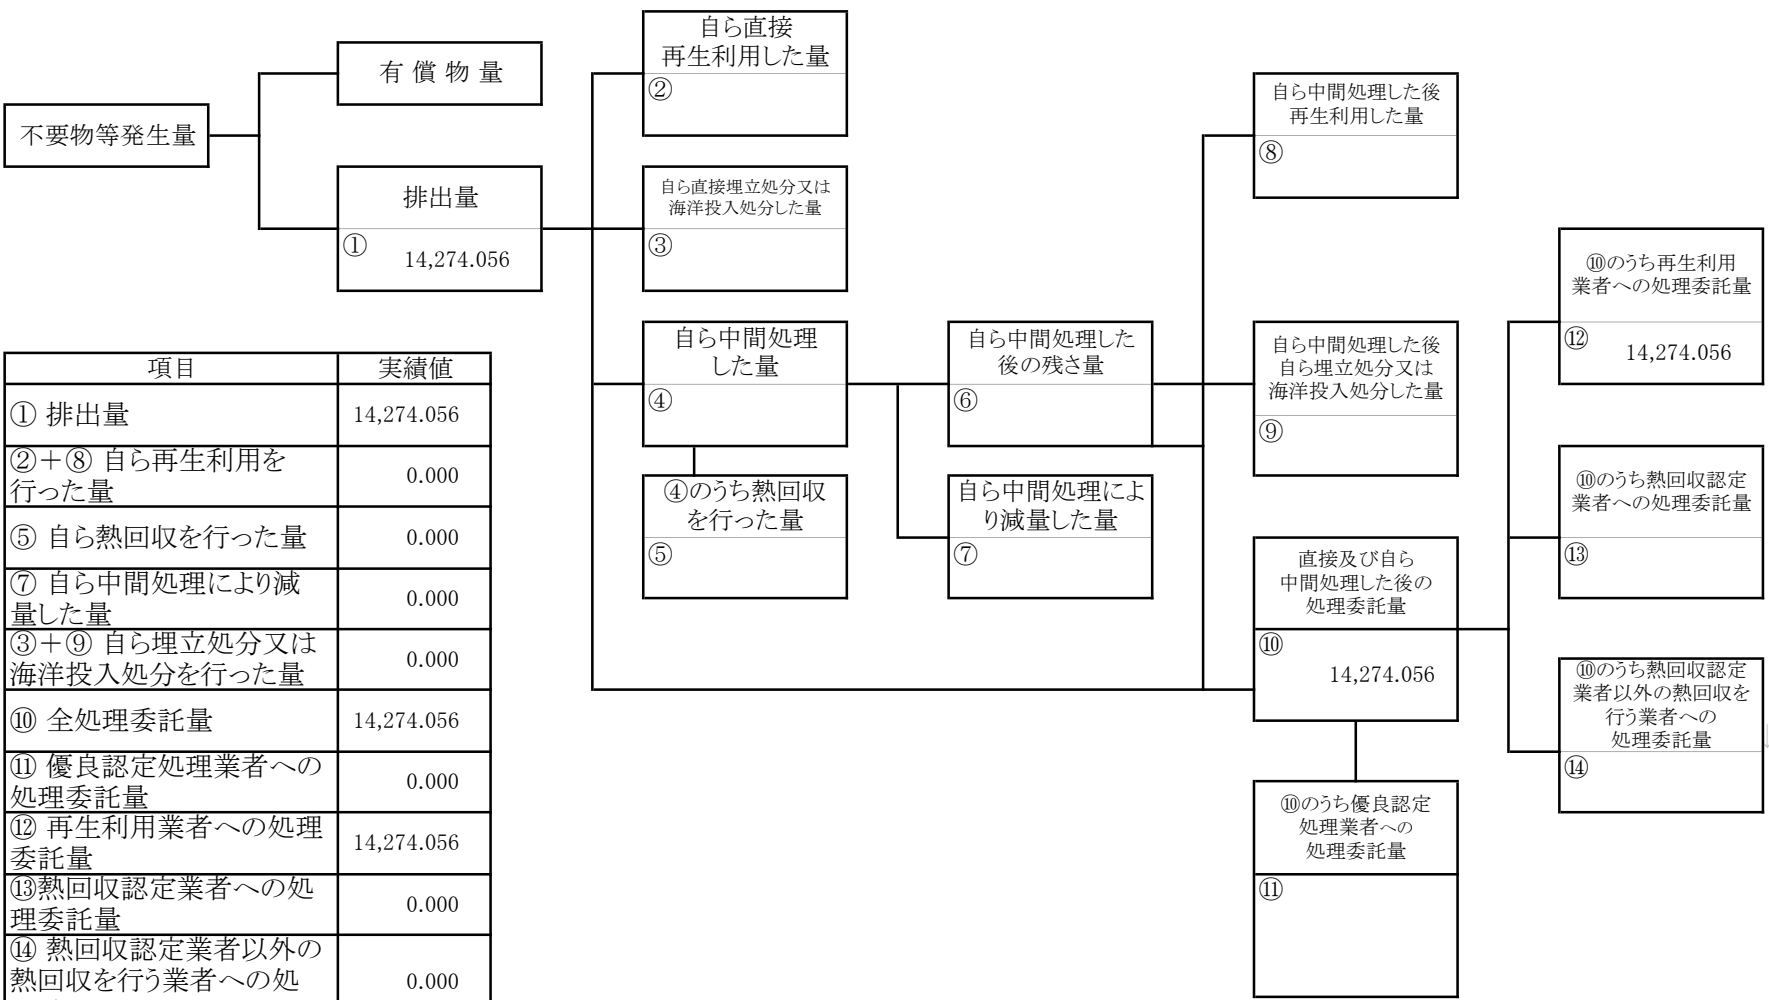 不要物等発生量
有 償 物 量
排出量
①
14,274.056
自ら直接
再生利用した量
②
自ら直接埋立処分又は
海洋投入処分した量
③
自ら中間処理
した量
④
④のうち熱回収
を行った量
⑤
自ら中間処理した
後の残さ量
⑥
自ら中間処理によ
り減量した量
⑦
自ら中間処理した後
再生利用した量
⑧
自ら中間処理した後
自ら埋立処分又は
海洋投入処分した量
⑨
直接及び自ら
中間処理した後の
処理委託量
⑩
14,274.056
⑩のうち優良認定
処理業者への
処理委託量
⑪
⑩のうち再生利用
業者への処理委託量
⑫
14,274.056
⑩のうち熱回収認定
業者への処理委託量
⑬
⑩のうち熱回収認定
業者以外の熱回収を
行う業者への
処理委託量
⑭
項目 実績値
① 排出量 14,274.056
②＋⑧ 自ら再生利用を
行った量 0.000
⑤ 自ら熱回収を行った量 0.000
⑦ 自ら中間処理により減
量した量 0.000
③＋⑨ 自ら埋立処分又は
海洋投入処分を行った量 0.000
⑩ 全処理委託量 14,274.056
⑪ 優良認定処理業者への
処理委託量 0.000
⑫ 再生利用業者への処理
委託量 14,274.056
⑬熱回収認定業者への処
理委託量 0.000
⑭ 熱回収認定業者以外の
熱回収を行う業者への処 0.000